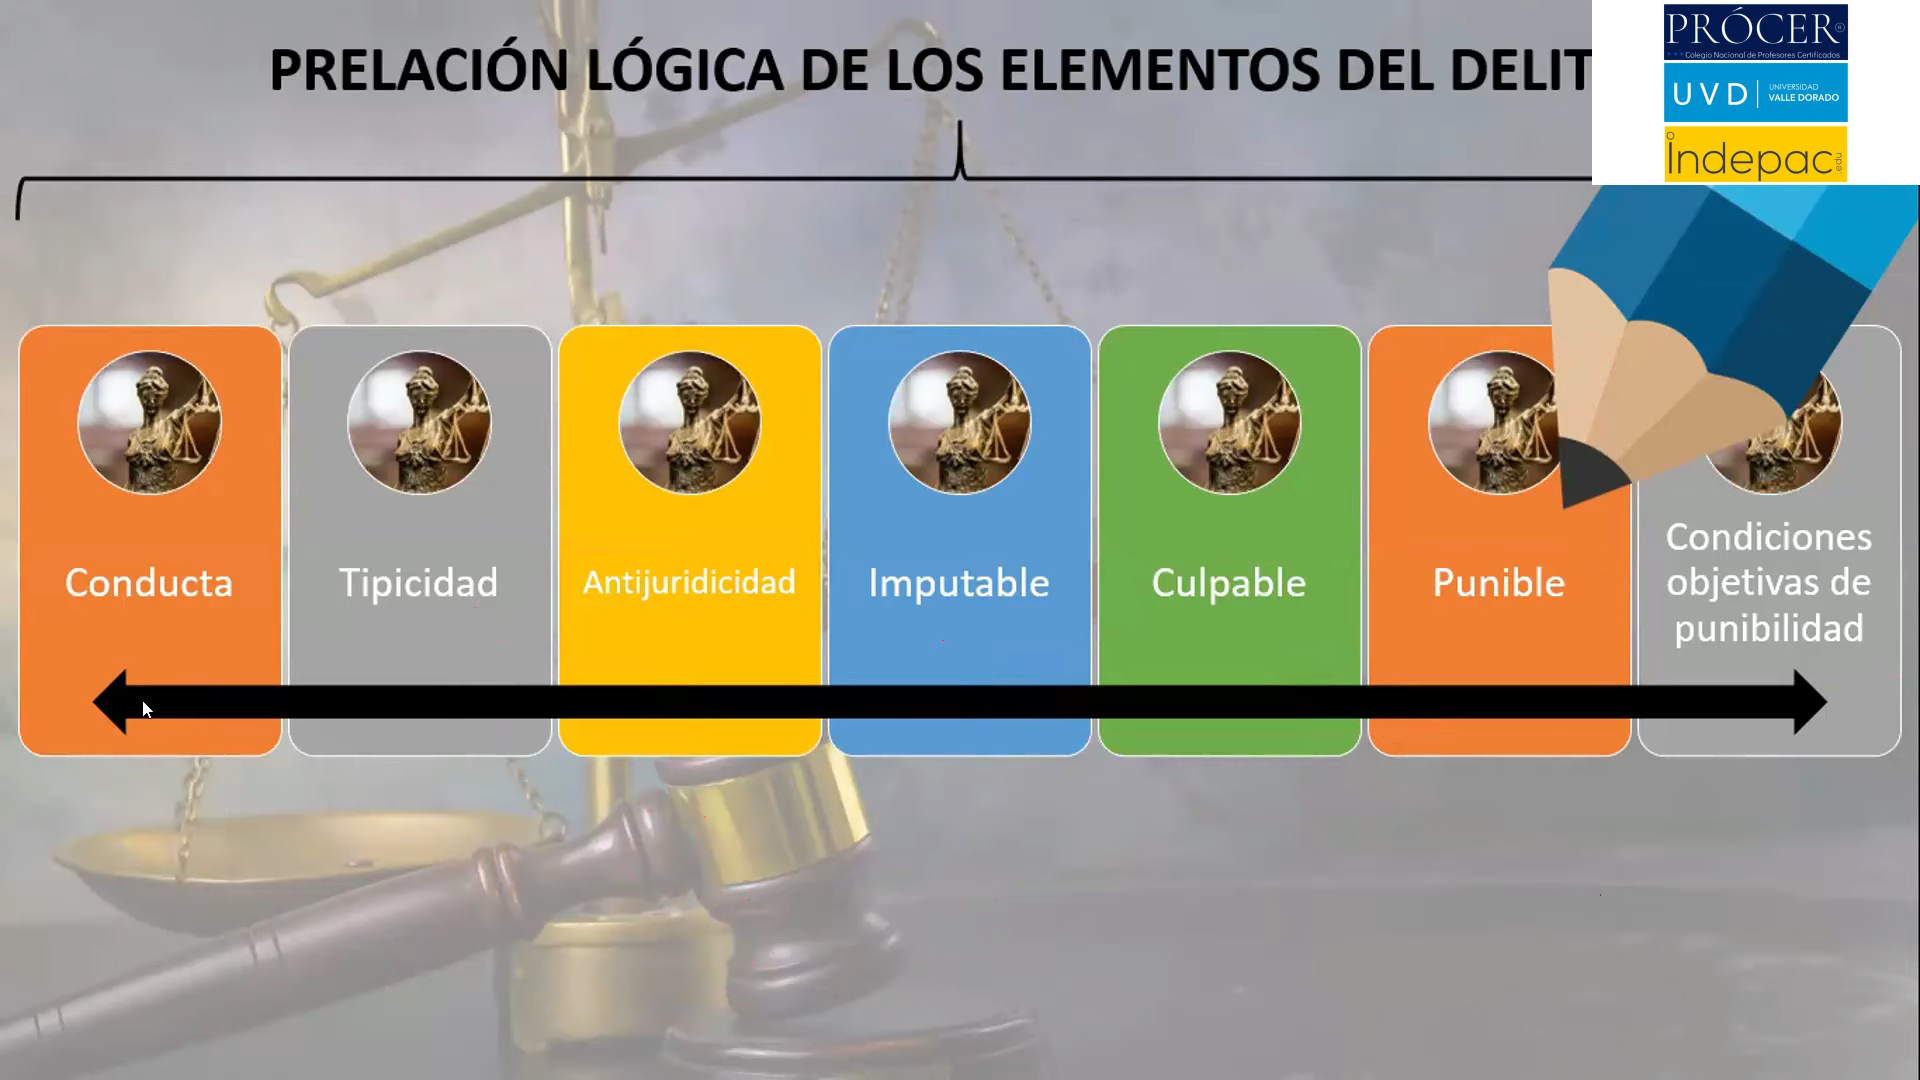 PRELACIÓN LÓGICA DE LOS ELEMENTOS DEL DELIT
PRÓCER®
Colegio Nacional de Profesores Certificados
UVD
UNIVERSIDAD
VALLE DORADO
indepac.edu
Conducta
Tipicidad
Antijuridicidad
Imputable
Culpable
Punible
Condiciones
objetivas de
punibilidad